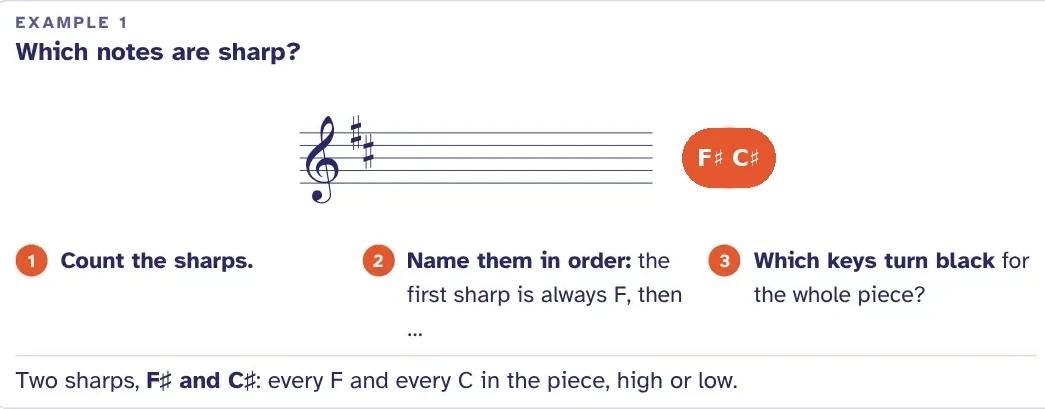 EXAMPLE 1
Which notes are sharp?
F♯ C♯
1 Count the sharps.
2 Name them in order: the
first sharp is always F, then
...
3 Which keys turn black for
the whole piece?
Two sharps, F♯ and C♯: every F and every C in the piece, high or low.